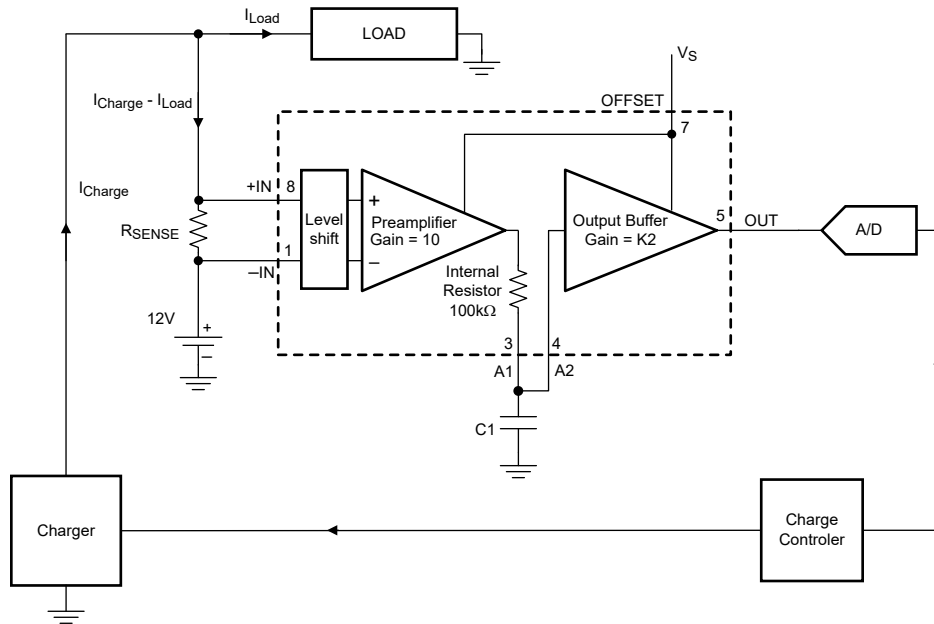 I_Load
LOAD
V_S
OFFSET
7
I_Charge - I_Load
I_Charge
+IN 8
R_SENSE
–IN 1
Level
shift
+
Preamplifier
Gain = 10
–
Output Buffer
Gain = K2
5 OUT
A/D
Internal
Resistor
100kΩ
12V
+
–
3 4
A1 A2
C1
Charger
Charge
Controler